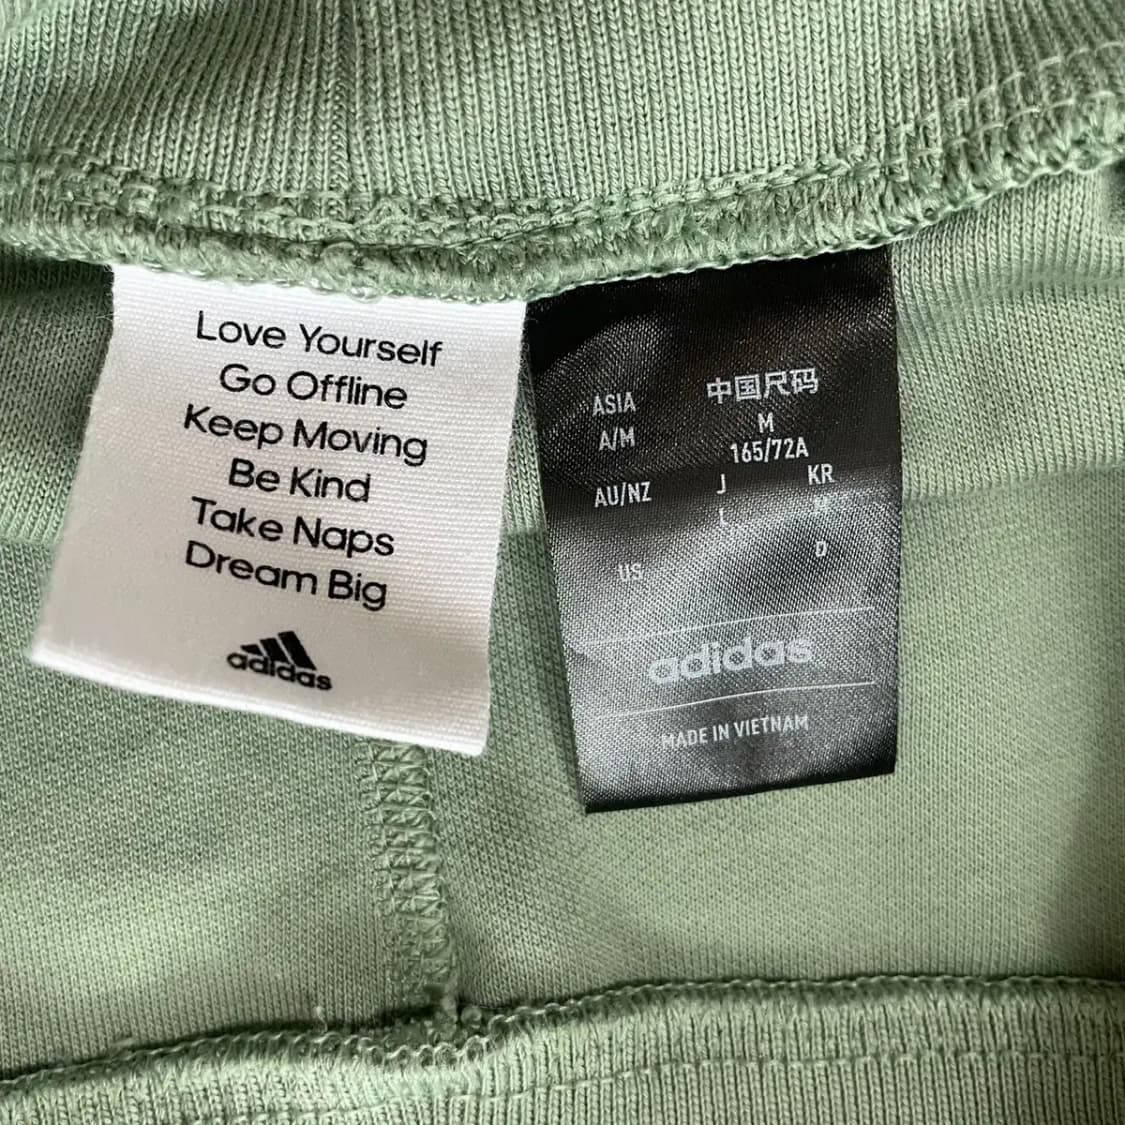 Love Yourself
Go Offline
Keep Moving
Be Kind
Take Naps
Dream Big
adidas
ASIA
A/M
中国尺码
M
165/72A
AU/NZ
J
KR
L
M
US
D
adidas
MADE IN VIETNAM